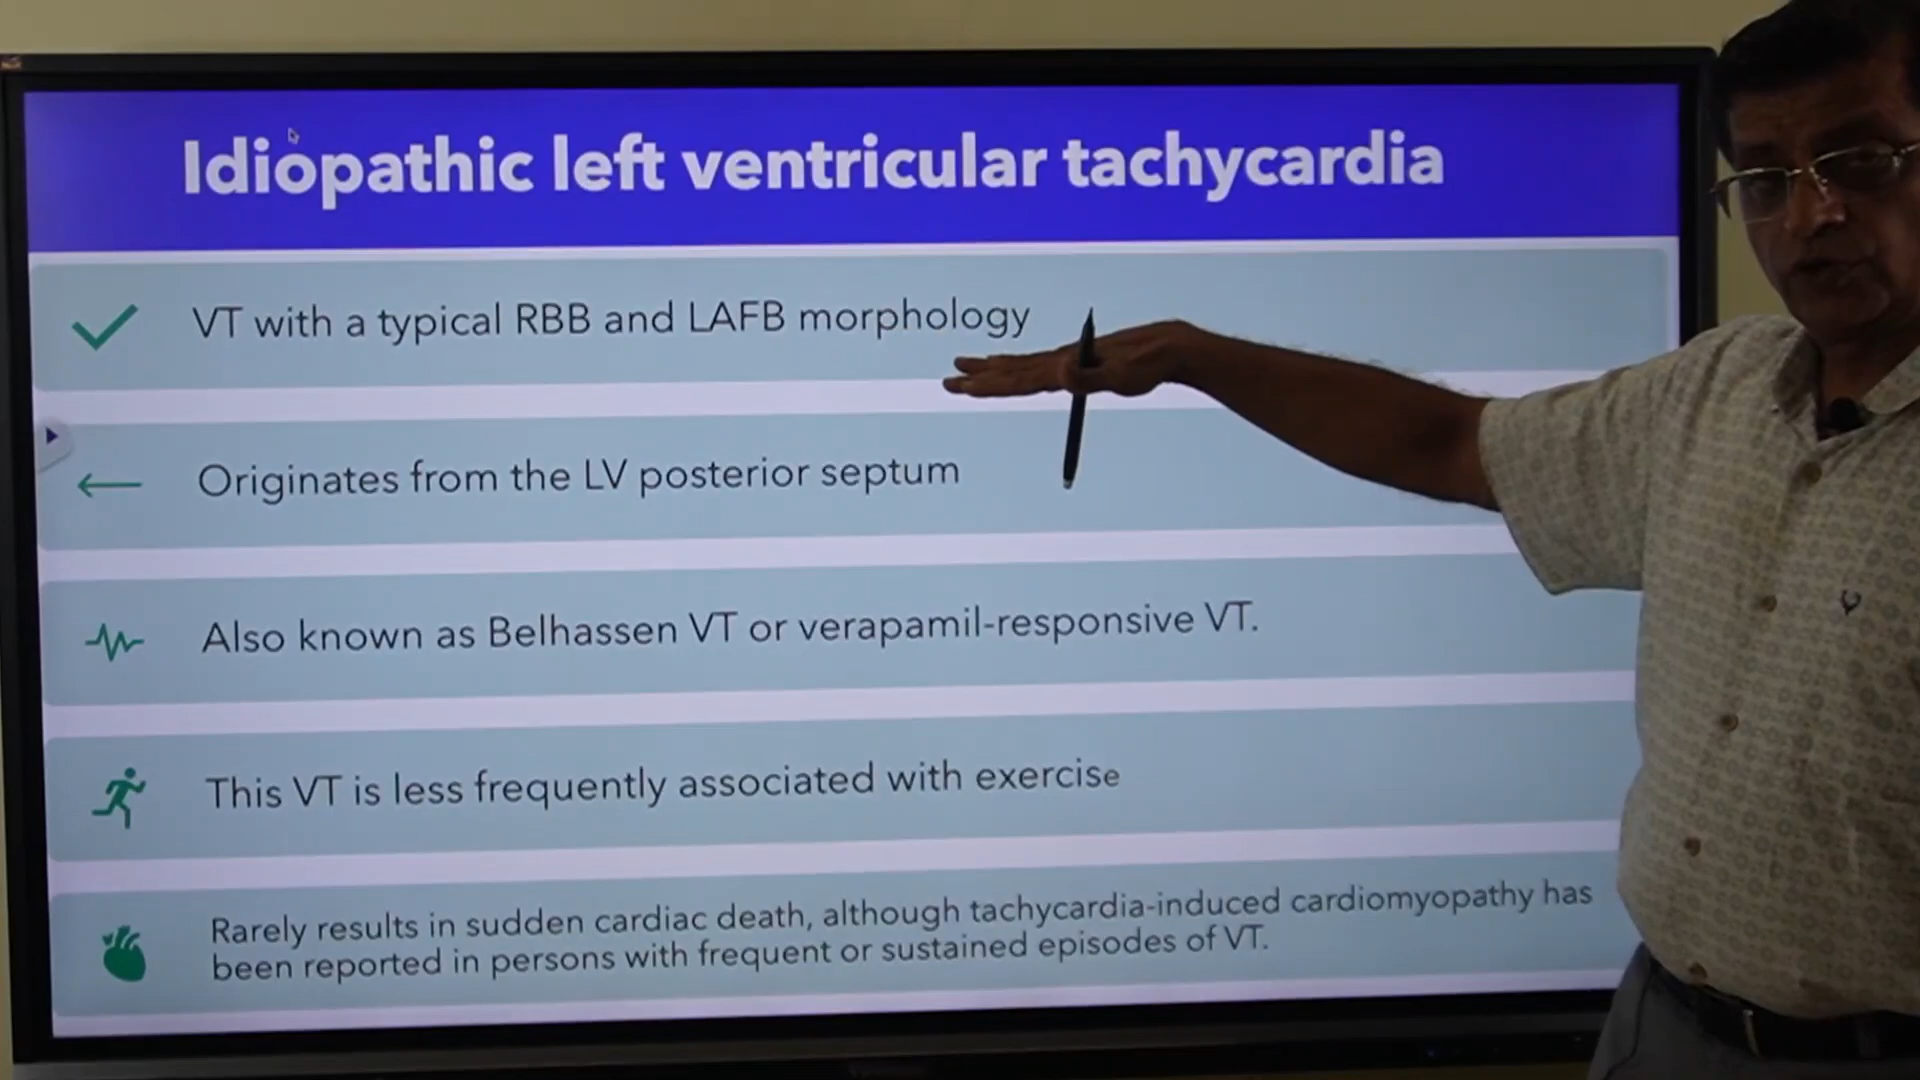 Idiopathic left ventricular tachycardia
VT with a typical RBB and LAFB morphology
Originates from the LV posterior septum
Also known as Belhassen VT or verapamil-responsive VT.
This VT is less frequently associated with exercise
Rarely results in sudden cardiac death, although tachycardia-induced cardiomyopathy has
been reported in persons with frequent or sustained episodes of VT.